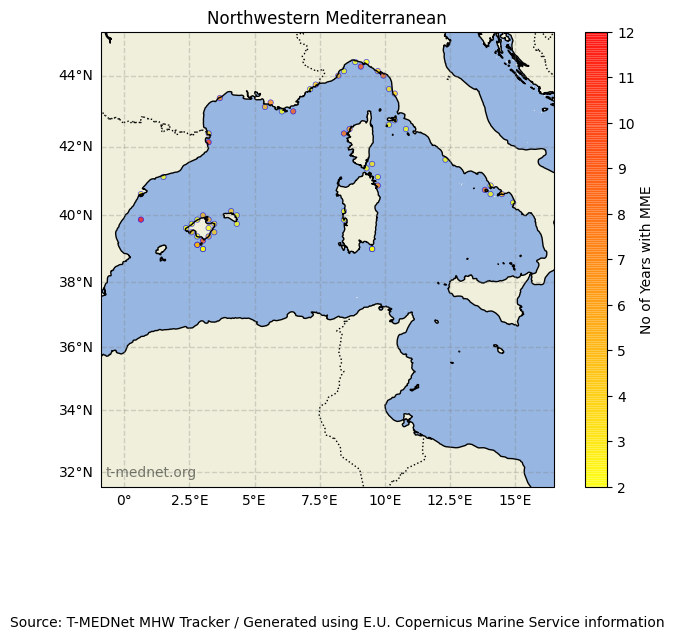 Northwestern Mediterranean
44°N
42°N
40°N
38°N
36°N
34°N
32°N
t-mednet.org
0° 2.5°E 5°E 7.5°E 10°E 12.5°E 15°E
12
11
10
9
8
7
6
5
4
3
2
No of Years with MME
Source: T-MEDNet MHW Tracker / Generated using E.U. Copernicus Marine Service information